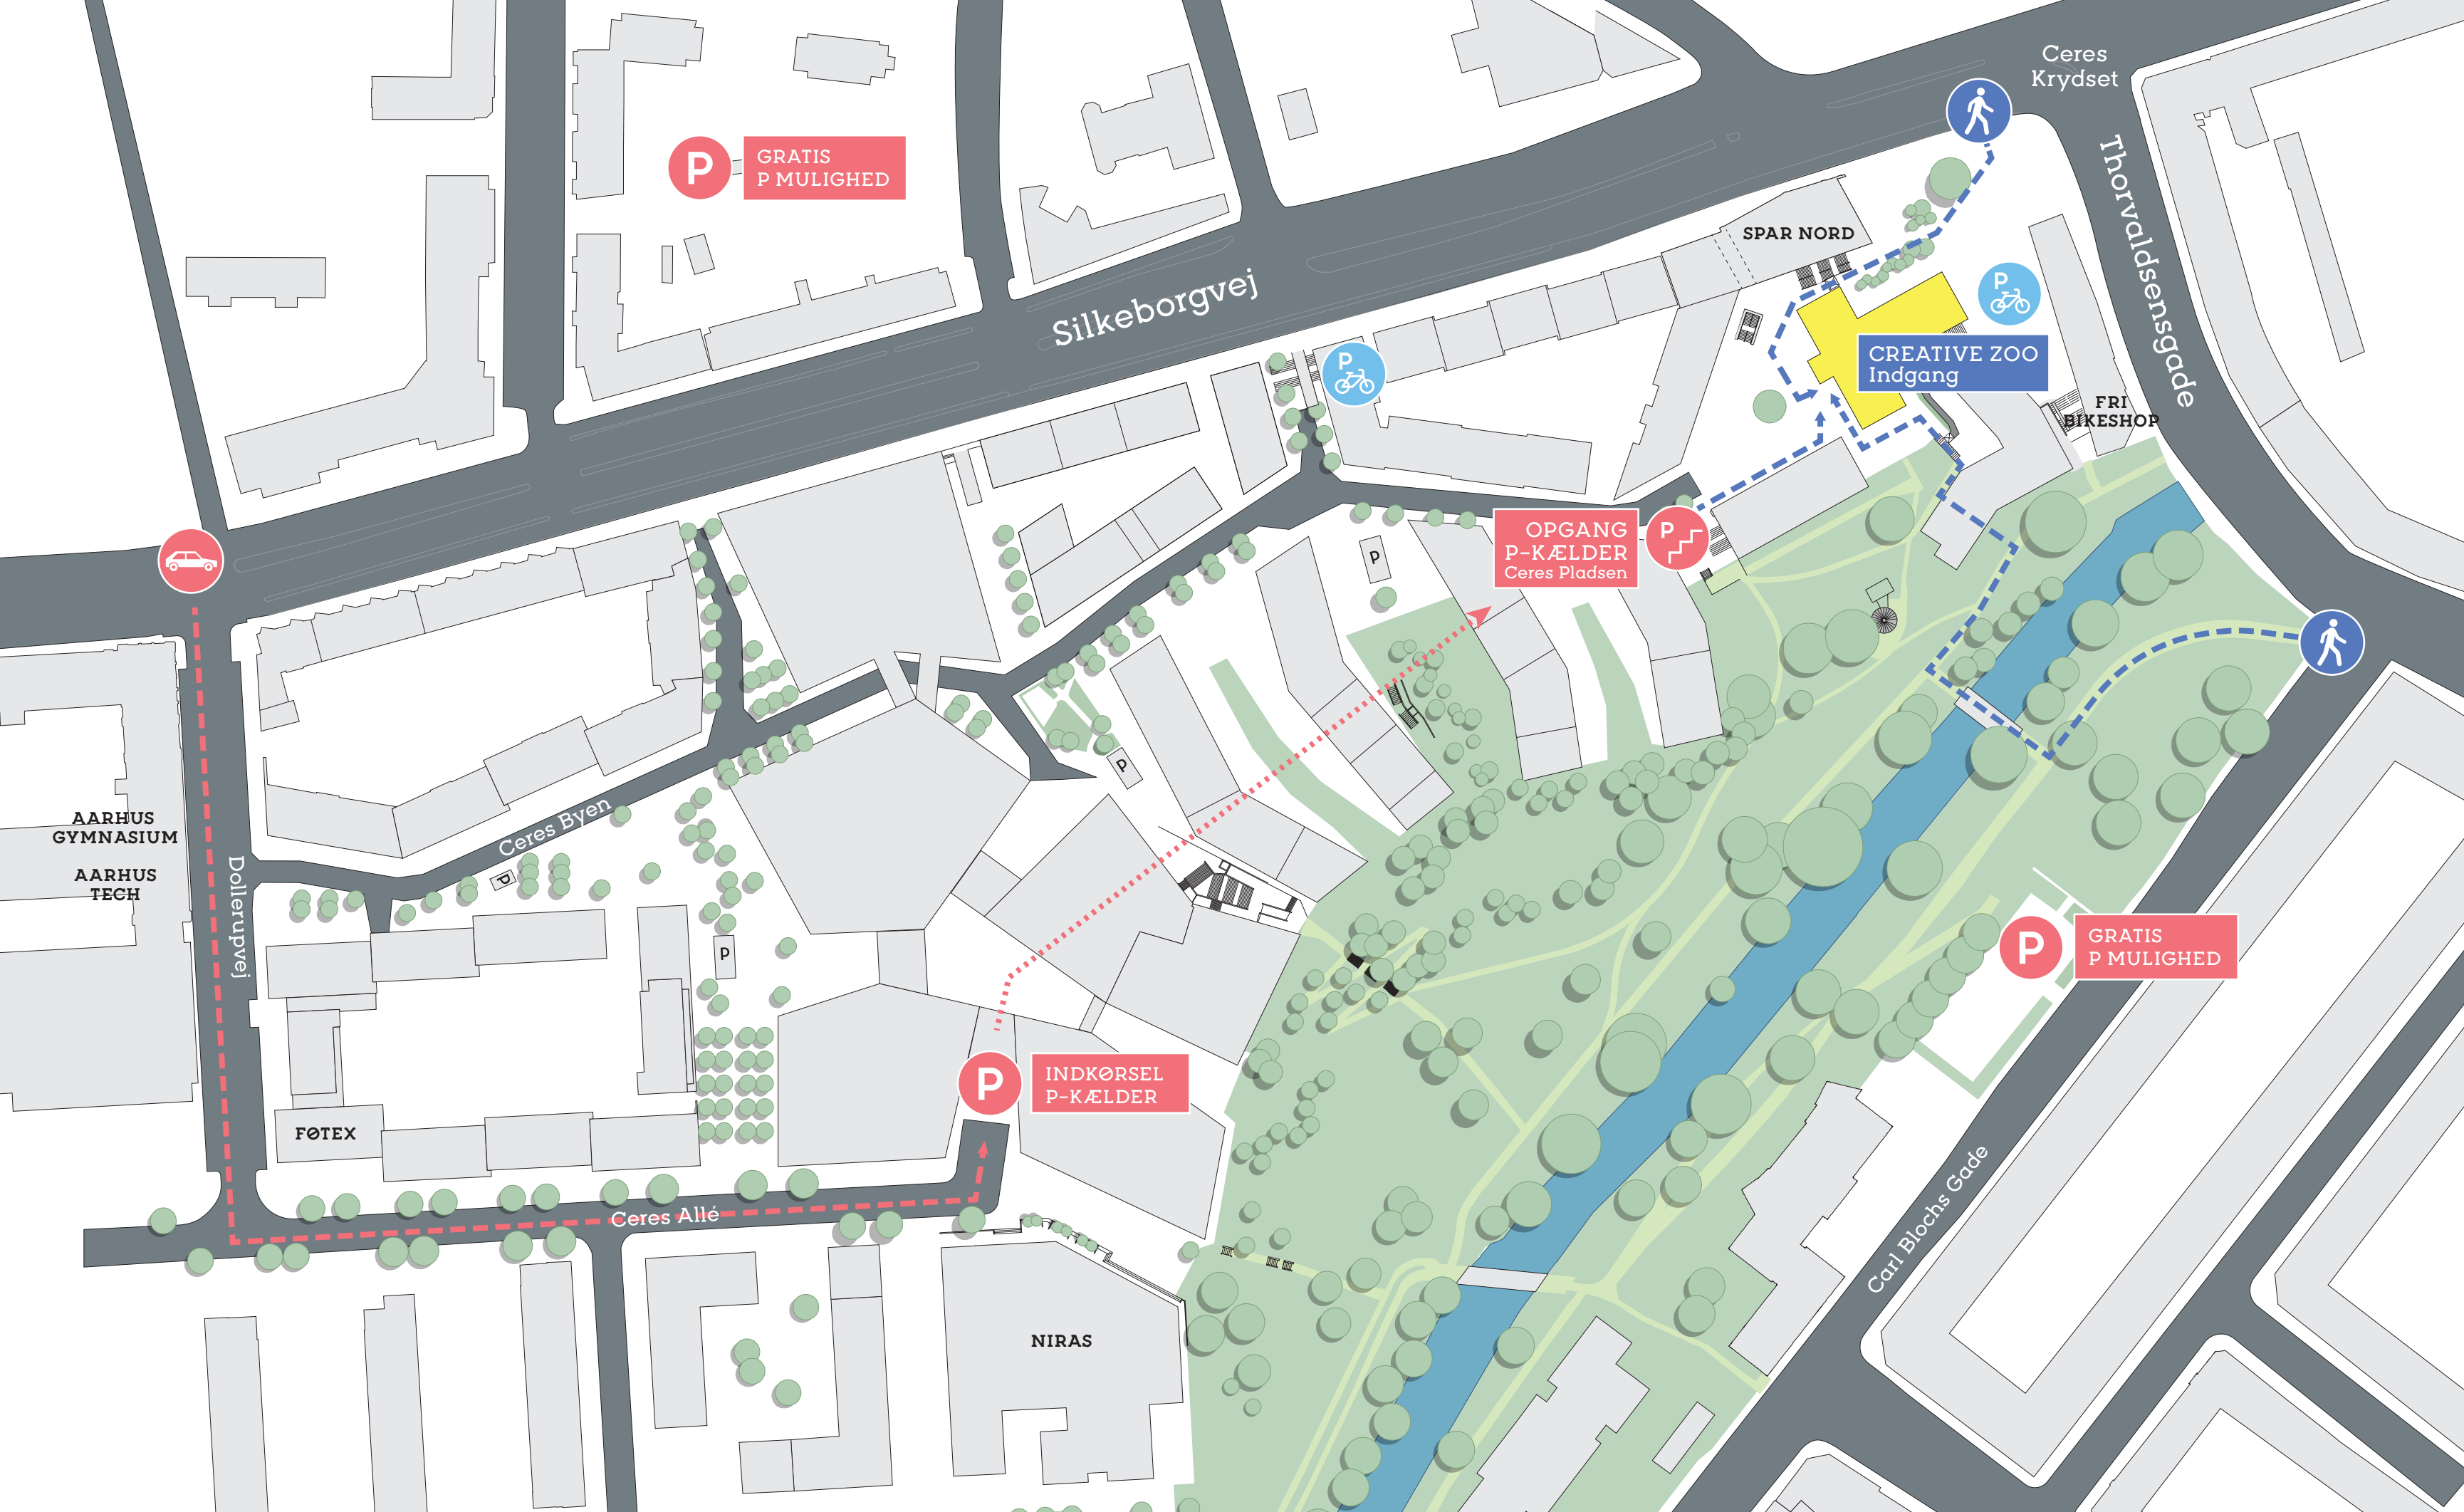 Ceres
Krydset
P
GRATIS
P MULIGHED
Thorvaldsensgade
SPAR NORD
P
Silkeborgvej
CREATIVE ZOO
Indgang
P
FRI
BIKESHOP
OPGANG
P-KÆLDER
Ceres Pladsen
P
P
P
AARHUS
GYMNASIUM
AARHUS
TECH
Dollerupvej
Ceres Byen
P
P
P
GRATIS
P MULIGHED
P
INDKØRSEL
P-KÆLDER
FØTEX
Ceres Allé
Carl Blochs Gade
NIRAS